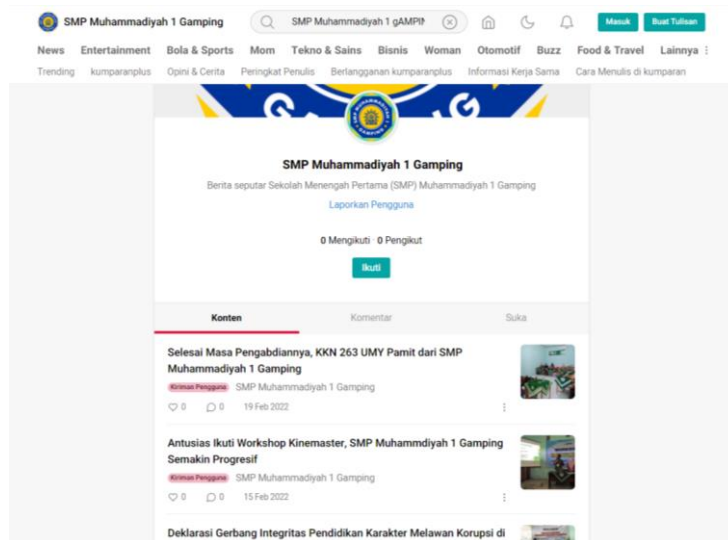 SMP Muhammadiyah 1 Gamping
SMP Muhammadiyah 1 gAMPIN
Masuk
Buat Tulisan
News Entertainment Bola & Sports Mom Tekno & Sains Bisnis Woman Otomotif Buzz Food & Travel Lainnya
Trending kumparanplus Opini & Cerita Peringkat Penulis Berlangganan kumparanplus Informasi Kerja Sama Cara Menulis di kumparan
SMP Muhammadiyah 1 Gamping
Berita seputar Sekolah Menengah Pertama (SMP) Muhammadiyah 1 Gamping
Laporkan Pengguna
0 Mengikuti · 0 Pengikut
Ikuti
Konten Komentar Suka
Selesai Masa Pengabdiannya, KKN 263 UMY Pamit dari SMP
Muhammadiyah 1 Gamping
Kiriman Pengguna SMP Muhammadiyah 1 Gamping
0 0 19 Feb 2022
Antusias Ikuti Workshop Kinemaster, SMP Muhammdiyah 1 Gamping
Semakin Progresif
Kiriman Pengguna SMP Muhammadiyah 1 Gamping
0 0 15 Feb 2022
Deklarasi Gerbang Integritas Pendidikan Karakter Melawan Korupsi di